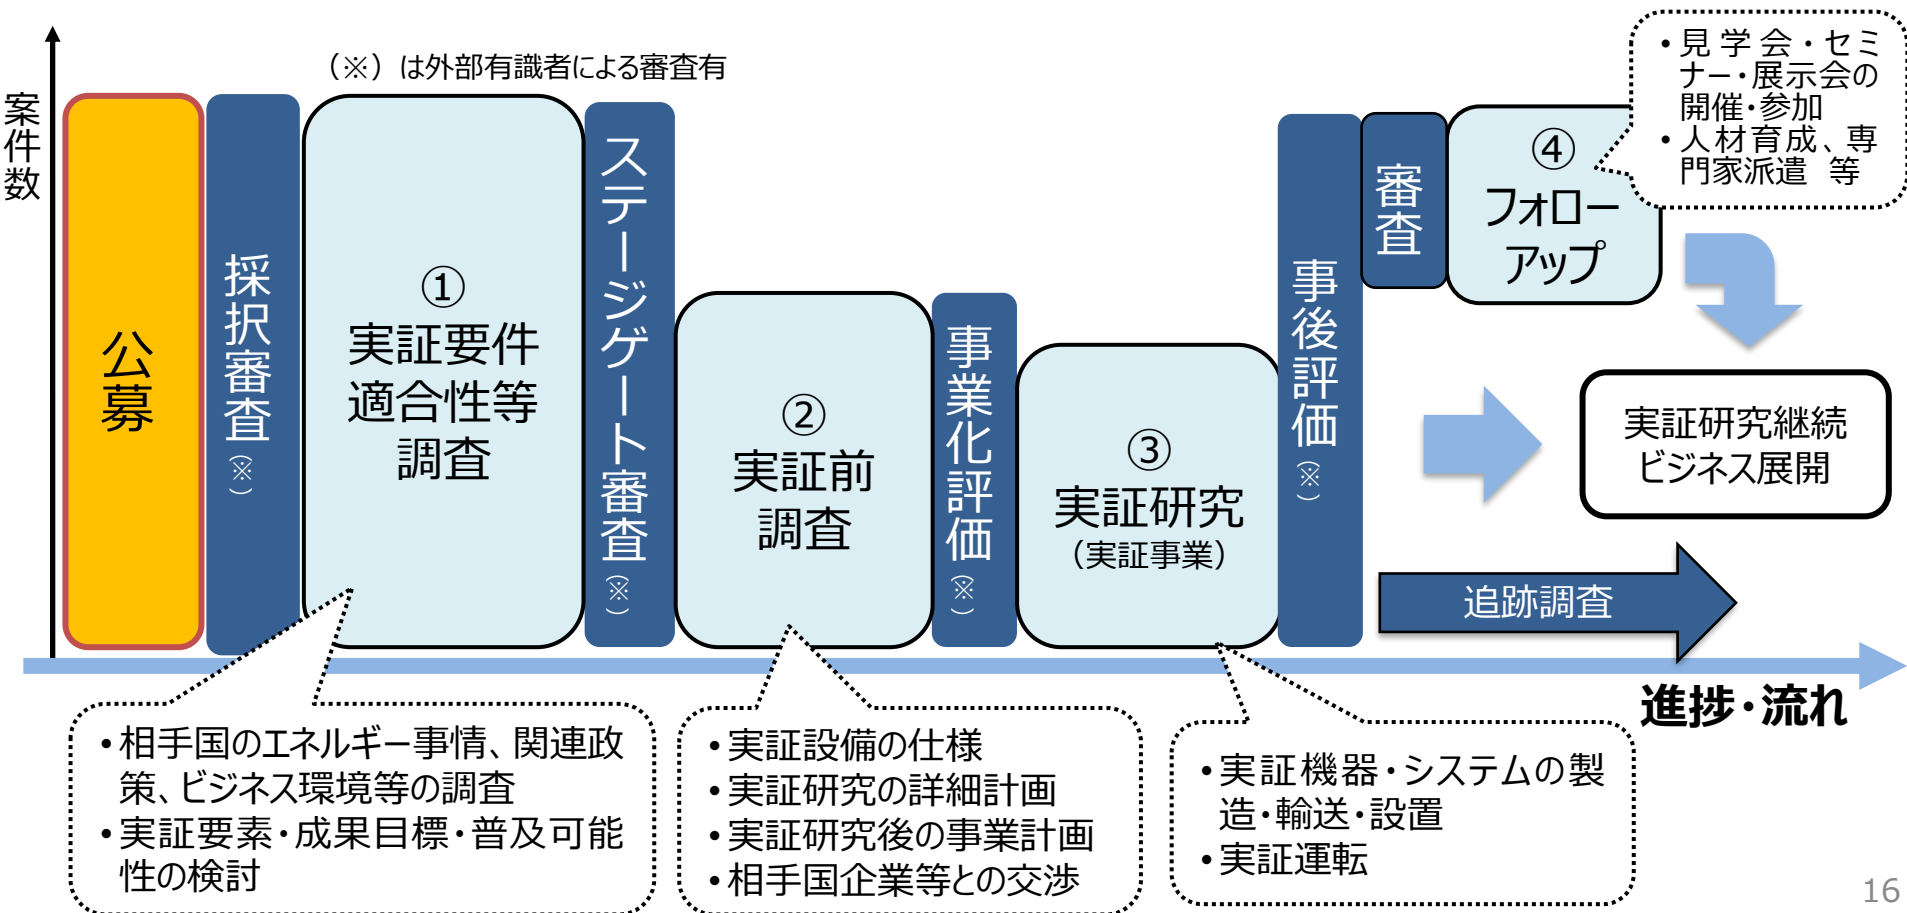 案件数
（※）は外部有識者による審査有
公募
採択審査（※）
①
実証要件
適合性等
調査
ステージゲート審査（※）
②
実証前
調査
事業化評価（※）
③
実証研究
（実証事業）
事後評価（※）
審査
④
フォロー
アップ
•見学会・セミ
ナー・展示会の
開催・参加
•人材育成、専
門家派遣　等
実証研究継続
ビジネス展開
追跡調査
進捗・流れ
•相手国のエネルギー事情、関連政
策、ビジネス環境等の調査
•実証要素・成果目標・普及可能
性の検討
•実証設備の仕様
•実証研究の詳細計画
•実証研究後の事業計画
•相手国企業等との交渉
•実証機器・システムの製
造・輸送・設置
•実証運転
16